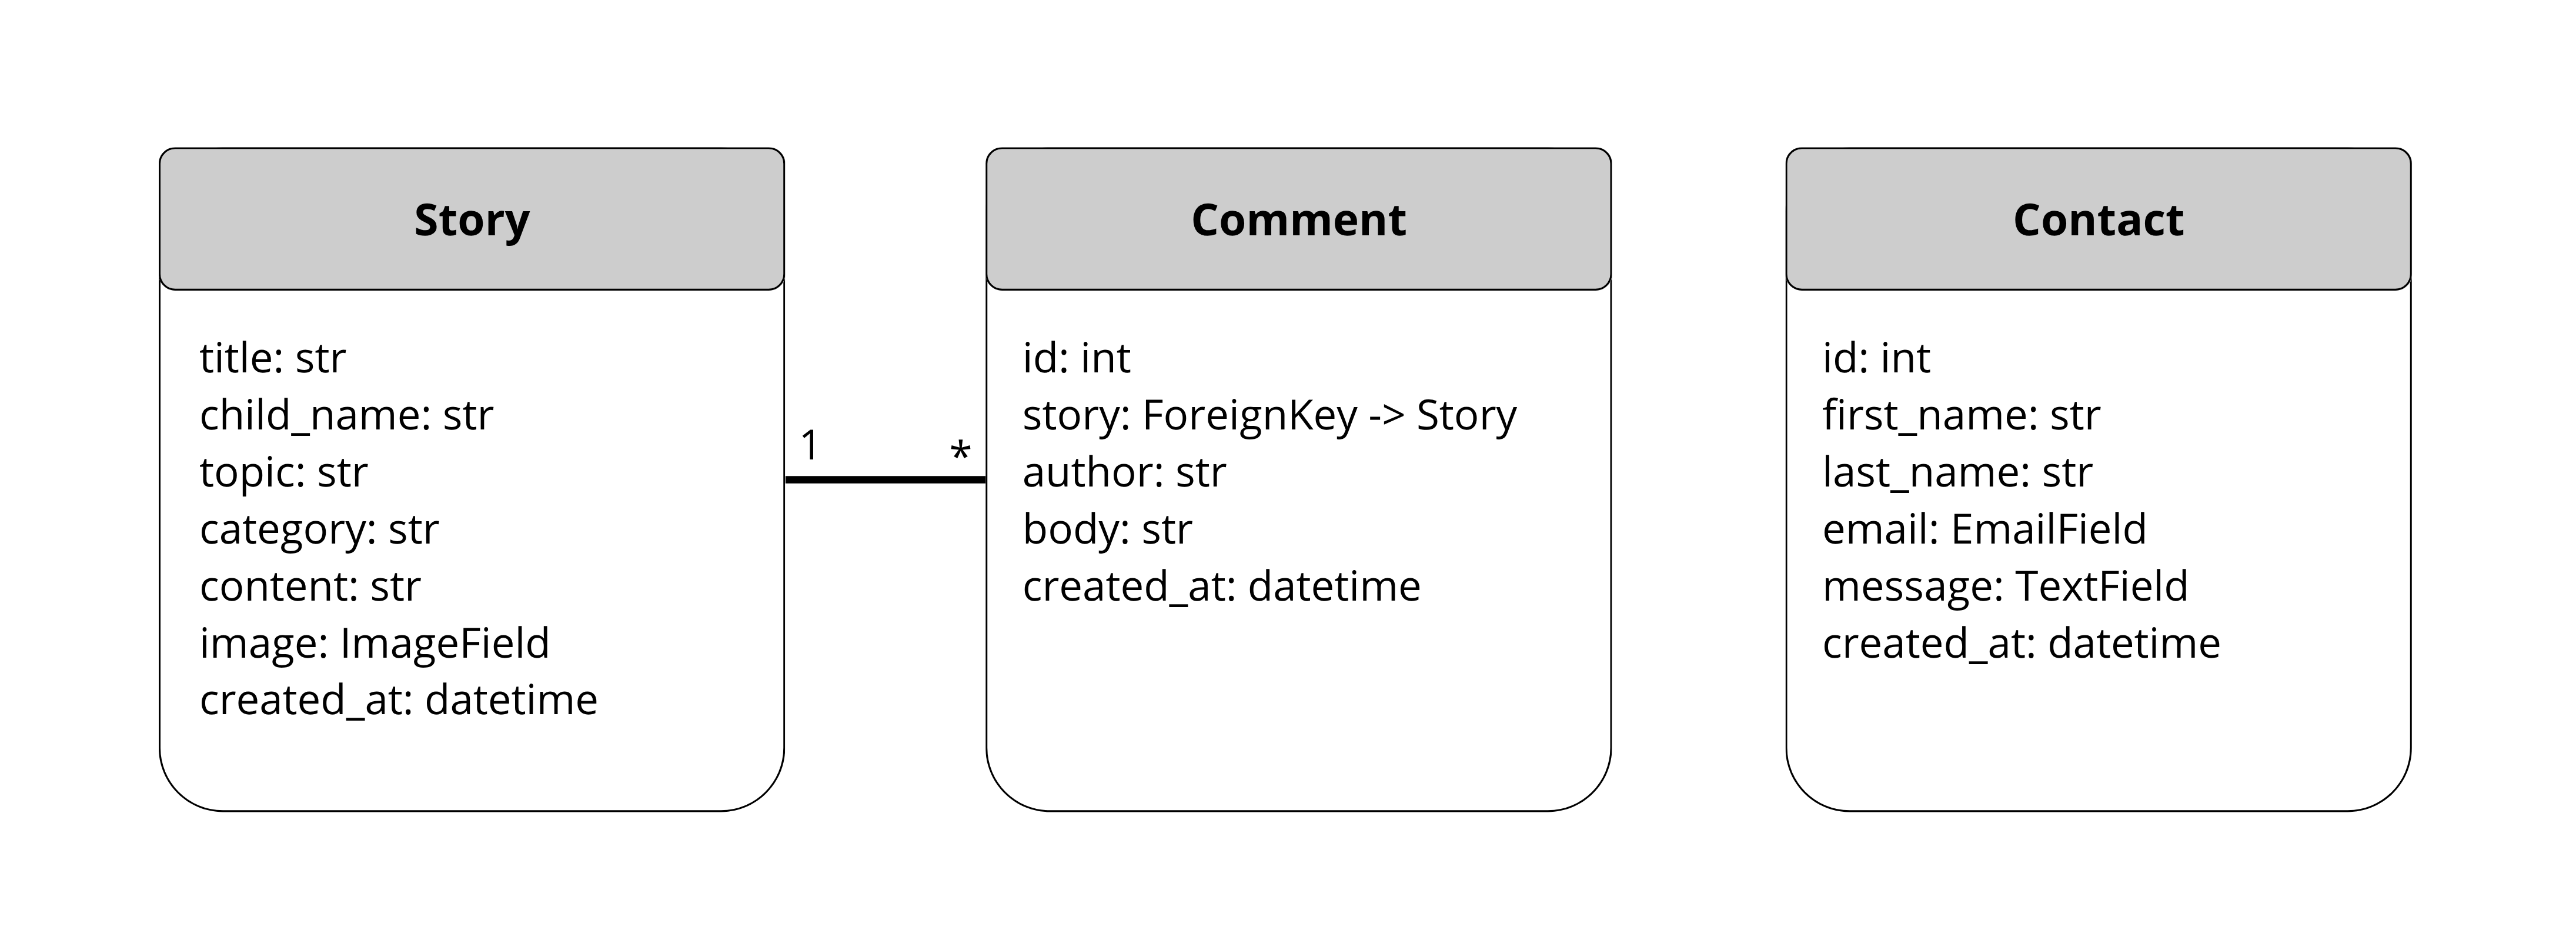 Story
title: str
child_name: str
topic: str
category: str
content: str
image: ImageField
created_at: datetime
1
*
Comment
id: int
story: ForeignKey -> Story
author: str
body: str
created_at: datetime
Contact
id: int
first_name: str
last_name: str
email: EmailField
message: TextField
created_at: datetime